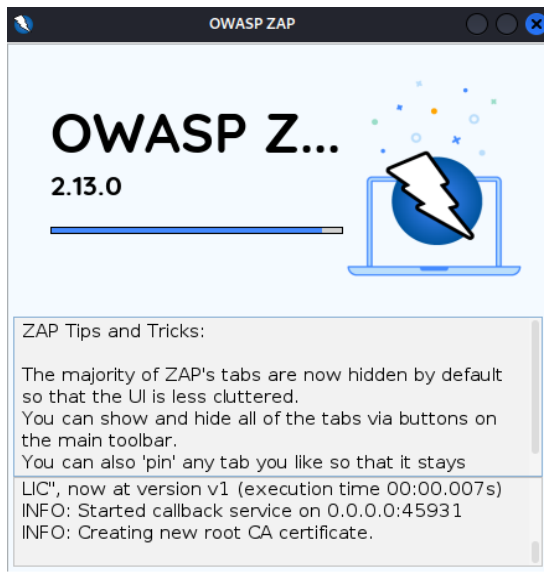 OWASP ZAP
OWASP Z...
2.13.0
ZAP Tips and Tricks:
The majority of ZAP's tabs are now hidden by default
so that the UI is less cluttered.
You can show and hide all of the tabs via buttons on
the main toolbar.
You can also 'pin' any tab you like so that it stays
LIC", now at version v1 (execution time 00:00.007s)
INFO: Started callback service on 0.0.0.0:45931
INFO: Creating new root CA certificate.